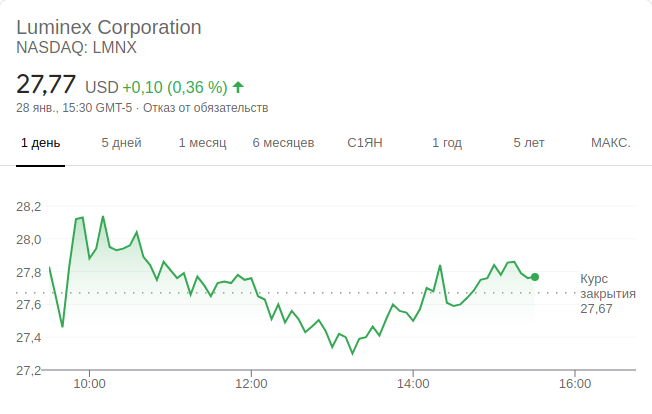 Luminex Corporation
NASDAQ: LMNX
27,77 USD +0,10 (0,36 %)
28 янв., 15:30 GMT-5 · Отказ от обязательств
1 день 5 дней 1 месяц 6 месяцев С1ЯН 1 год 5 лет МАКС.
28,2
28,0
27,8
27,6
27,4
27,2
Курс
закрытия
27,67
10:00 12:00 14:00 16:00